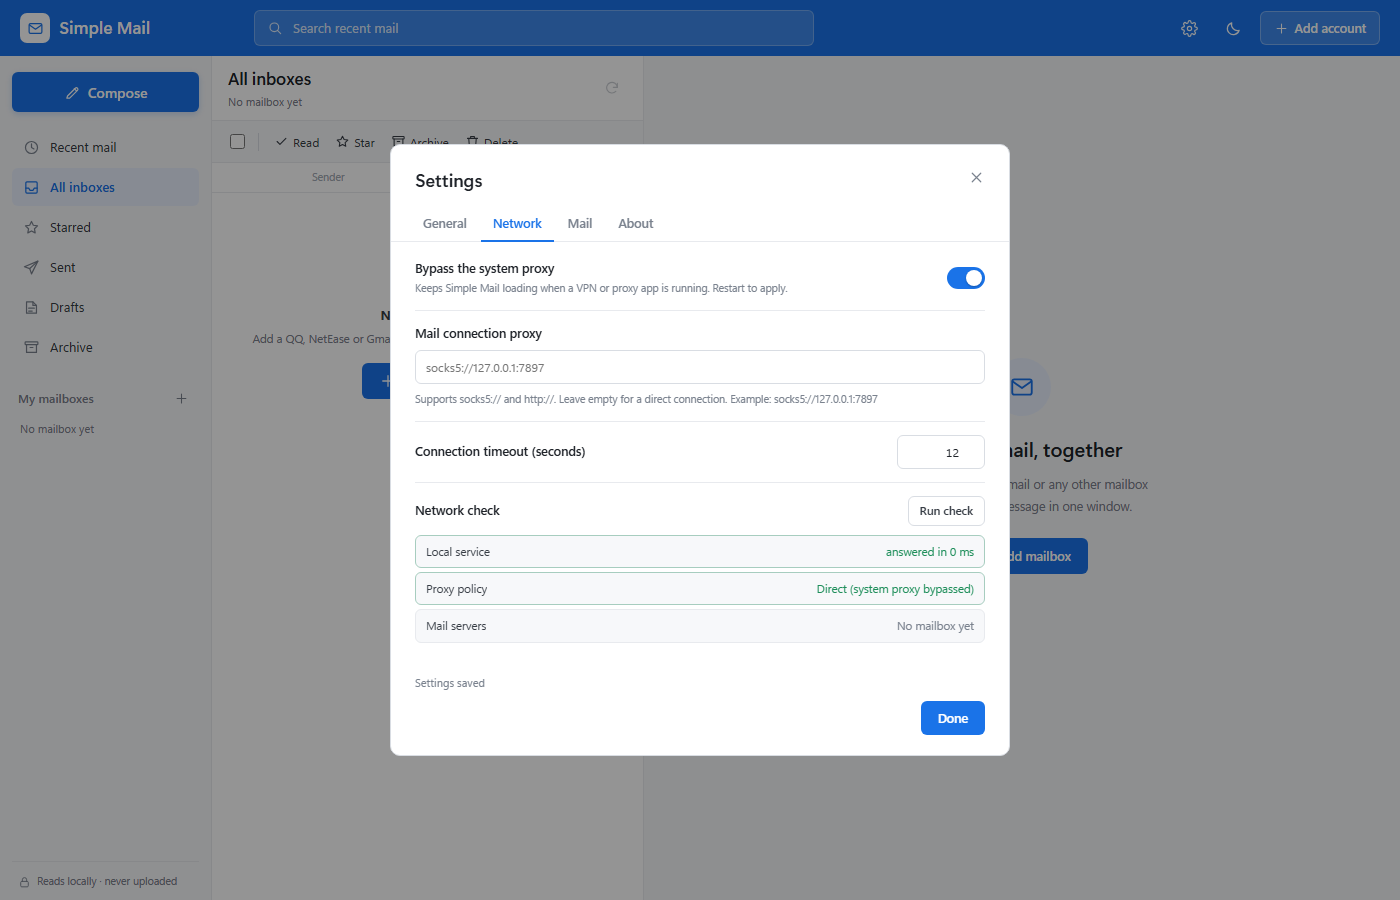 Simple Mail
Search recent mail
Add account
Compose
Recent mail
All inboxes
Starred
Sent
Drafts
Archive
My mailboxes
No mailbox yet
Reads locally · never uploaded
All inboxes
No mailbox yet
Read
Star
Archive
Delete
Sender
Add a QQ, NetEase or
Settings
General
Network
Mail
About
Bypass the system proxy
Keeps Simple Mail loading when a VPN or proxy app is running. Restart to apply.
Mail connection proxy
socks5://127.0.0.1:7897
Supports socks5:// and http://. Leave empty for a direct connection. Example: socks5://127.0.0.1:7897
Connection timeout (seconds)
12
Network check
Run check
Local service
answered in 0 ms
Proxy policy
Direct (system proxy bypassed)
Mail servers
No mailbox yet
Settings saved
Done
together
or any other mailbox
in one window.
mailbox